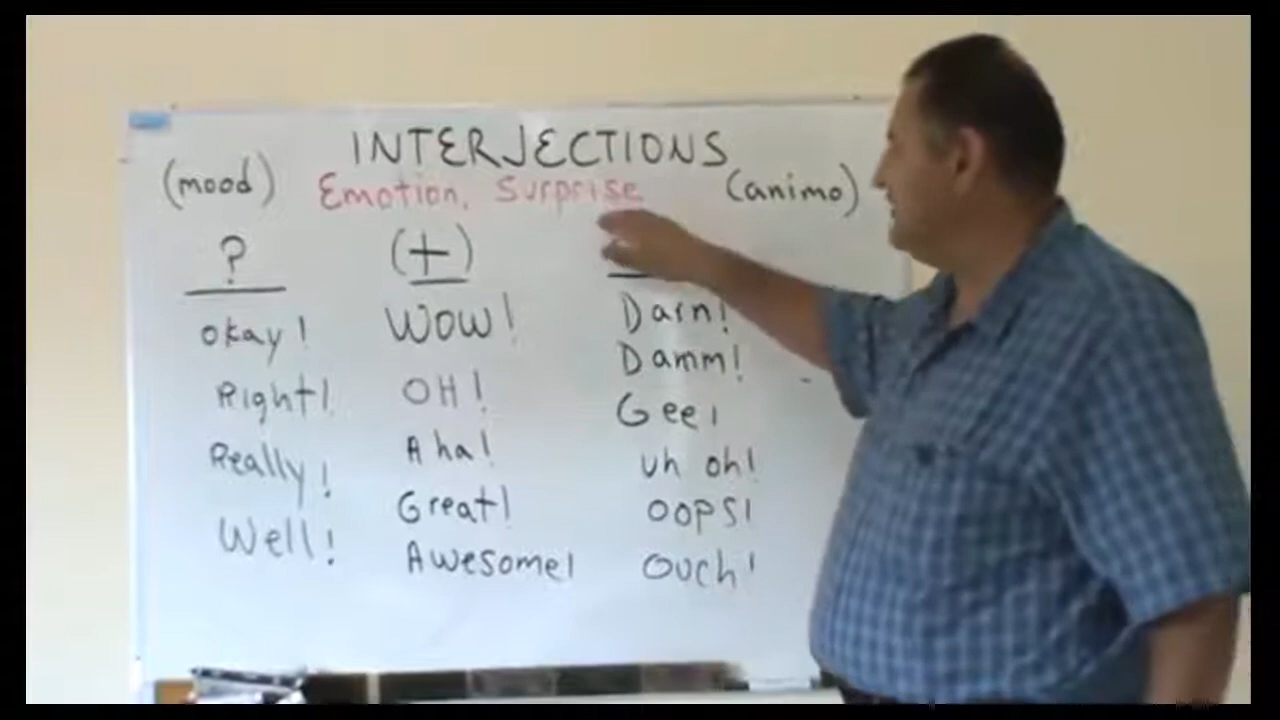 INTERJECTIONS
(mood) Emotion, Surprise (animo)
? (+)
okay! WOW! Darn!
Right! OH! Damm!
Really! Aha! Gee!
Well! Great! uh oh!
Awesome! OOPS!
Ouch!